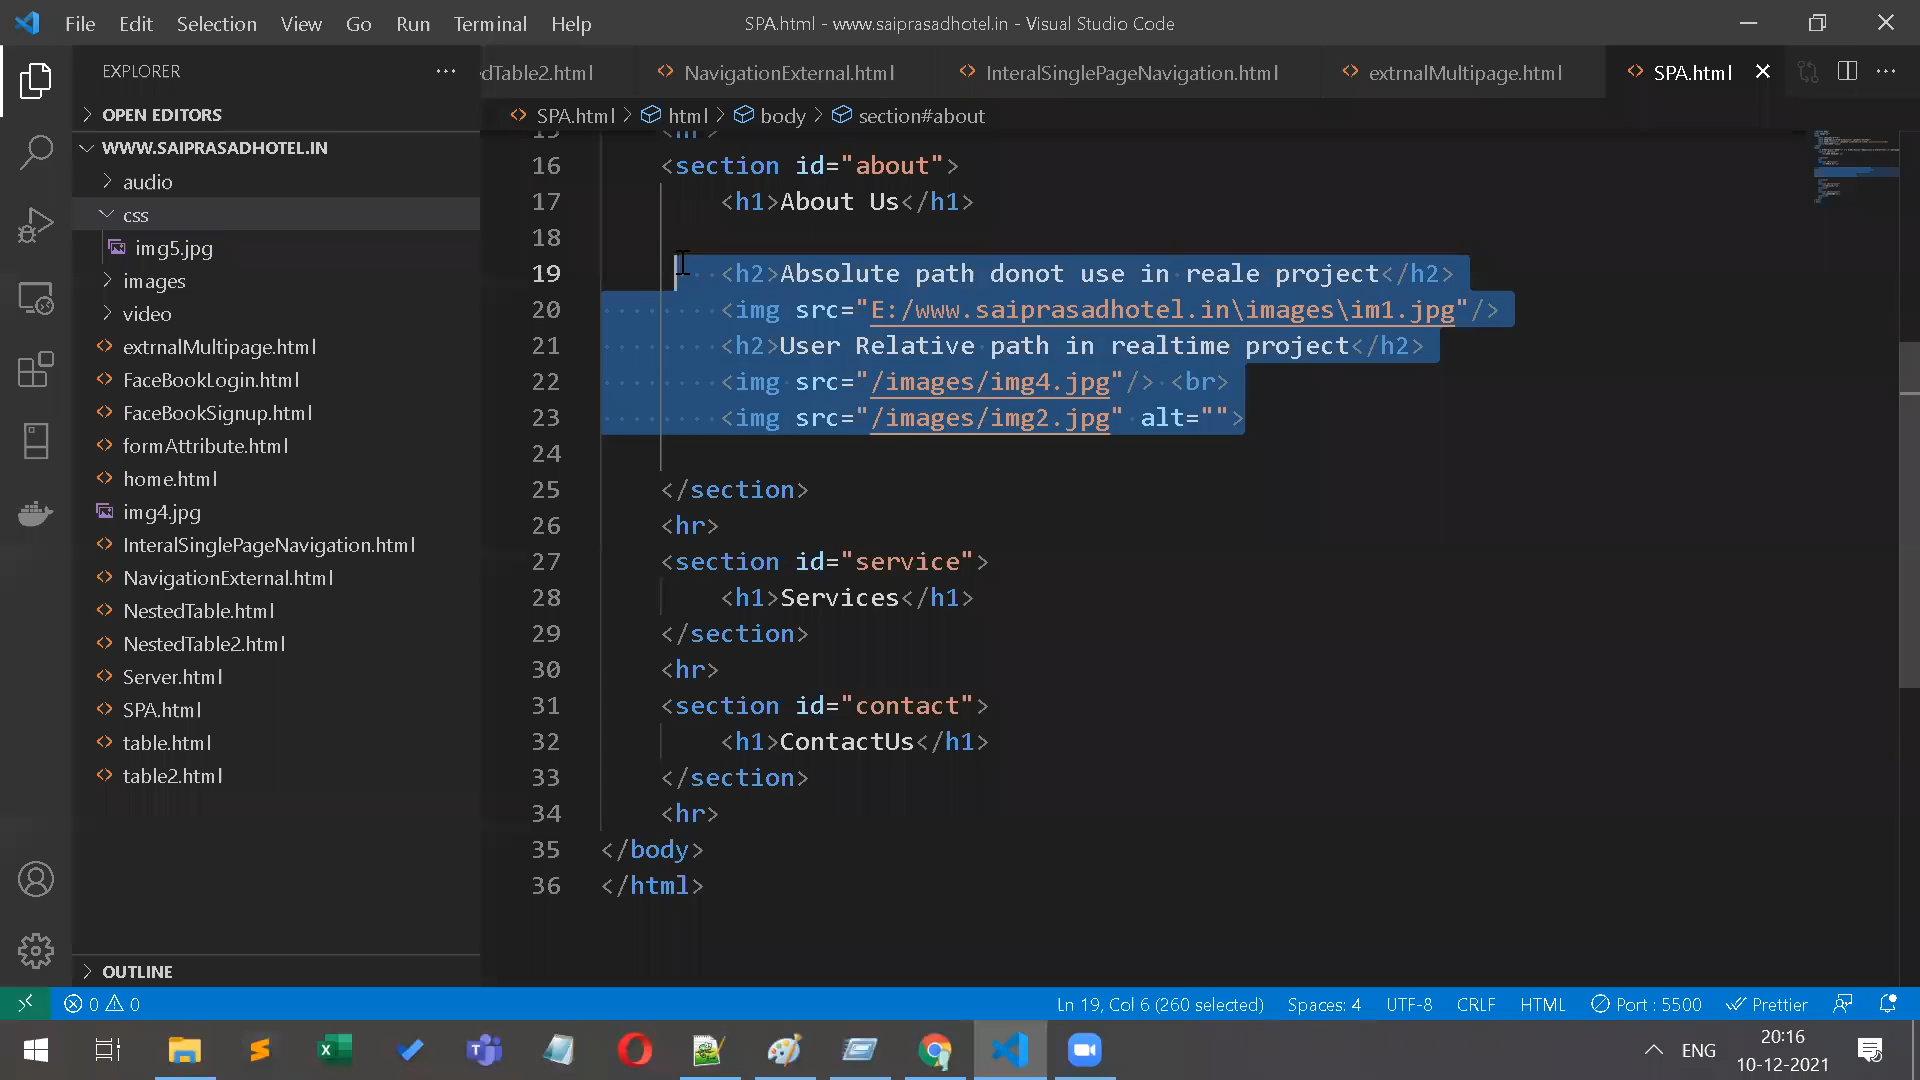 File Edit Selection View Go Run Terminal Help
SPA.html - www.saiprasadhotel.in - Visual Studio Code
EXPLORER
dTable2.html NavigationExternal.html InteralSinglePageNavigation.html extrnalMultipage.html SPA.html
SPA.html > html > body > section#about
OPEN EDITORS
WWW.SAIPRASADHOTEL.IN
audio
css
img5.jpg
images
video
extrnalMultipage.html
FaceBookLogin.html
FaceBookSignup.html
formAttribute.html
home.html
img4.jpg
InteralSinglePageNavigation.html
NavigationExternal.html
NestedTable.html
NestedTable2.html
Server.html
SPA.html
table.html
table2.html
OUTLINE
15 <hr>
16 <section id="about">
17 <h1>About Us</h1>
18
19 <h2>Absolute path donot use in reale project</h2>
20 <img src="E:/www.saiprasadhotel.in\images\im1.jpg"/>
21 <h2>User Relative path in realtime project</h2>
22 <img src="/images/img4.jpg"/> <br>
23 <img src="/images/img2.jpg" alt="">
24
25 </section>
26 <hr>
27 <section id="service">
28 <h1>Services</h1>
29 </section>
30 <hr>
31 <section id="contact">
32 <h1>ContactUs</h1>
33 </section>
34 <hr>
35 </body>
36 </html>
0 0 Ln 19, Col 6 (260 selected) Spaces: 4 UTF-8 CRLF HTML Port : 5500 Prettier
ENG
20:16
10-12-2021